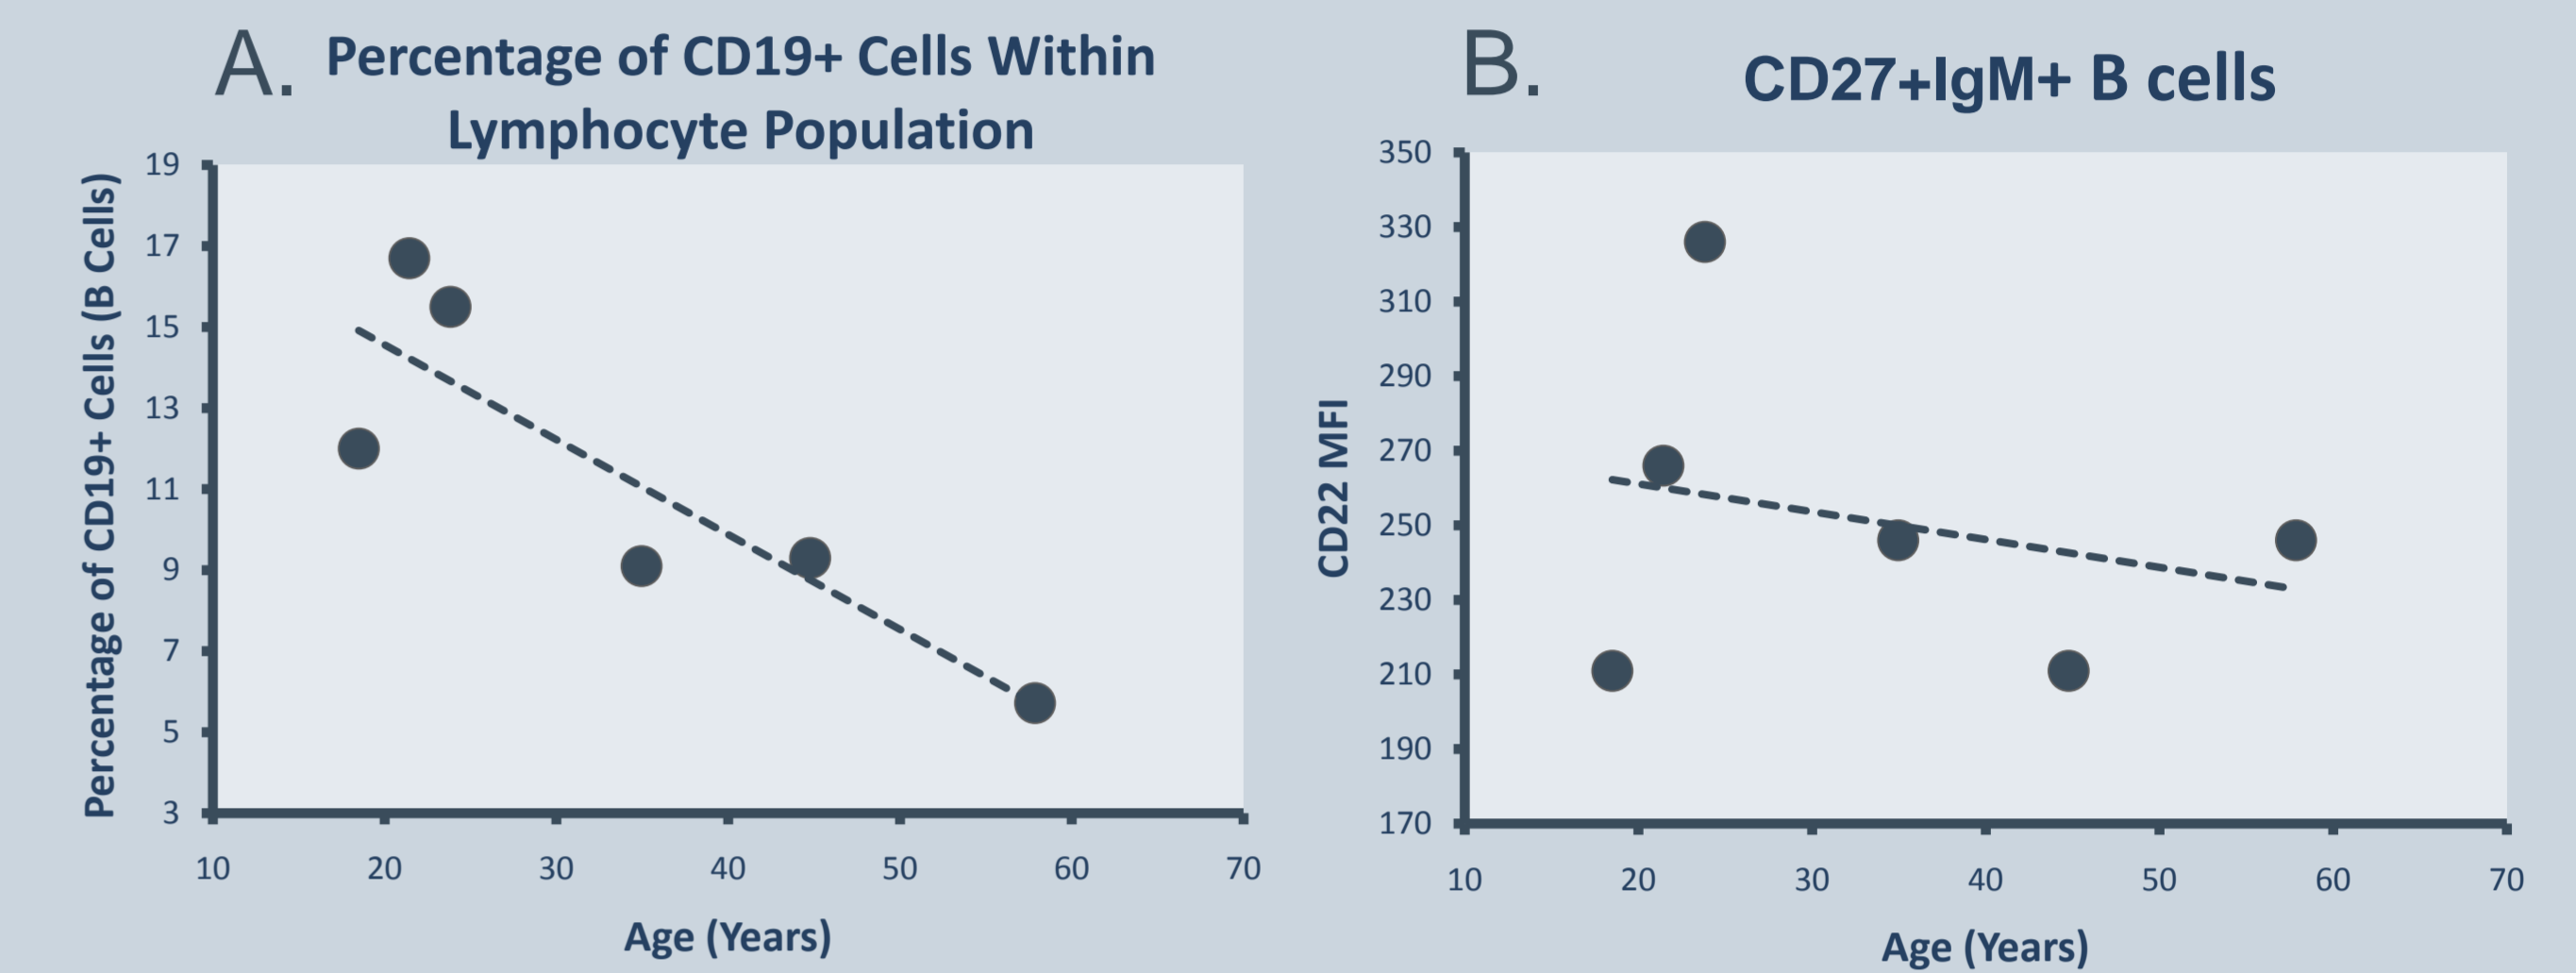 A.
Percentage of CD19+ Cells Within
Lymphocyte Population
Percentage of CD19+ Cells (B Cells)
19
17
15
13
11
9
7
5
3
10 20 30 40 50 60 70
Age (Years)
B.
CD27+IgM+ B cells
CD22 MFI
350
330
310
290
270
250
230
210
190
170
10 20 30 40 50 60 70
Age (Years)